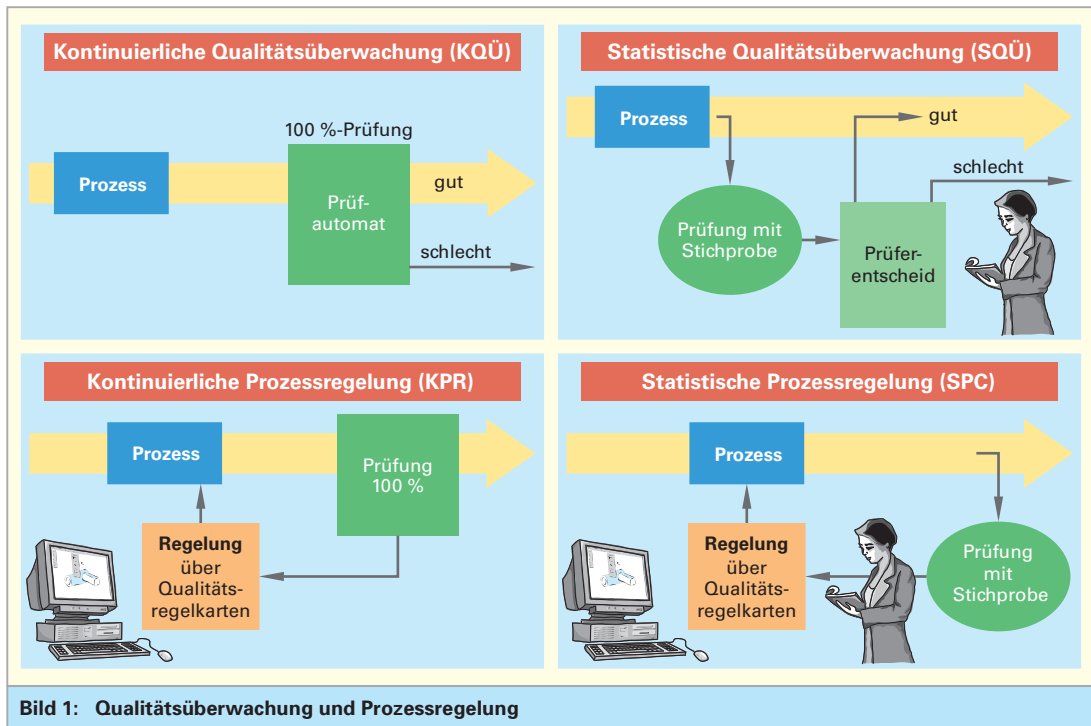 Kontinuierliche Qualitätsüberwachung (KQÜ)
100 %-Prüfung
Prozess
Prüf-
automat
gut
schlecht
Statistische Qualitätsüberwachung (SQÜ)
Prozess
gut
schlecht
Prüfung mit
Stichprobe
Prüfer-
entscheid
Kontinuierliche Prozessregelung (KPR)
Prozess
Prüfung
100 %
Regelung
über
Qualitäts-
regelkarten
Statistische Prozessregelung (SPC)
Prozess
Regelung
über
Qualitäts-
regelkarten
Prüfung
mit
Stichprobe
Bild 1: Qualitätsüberwachung und Prozessregelung